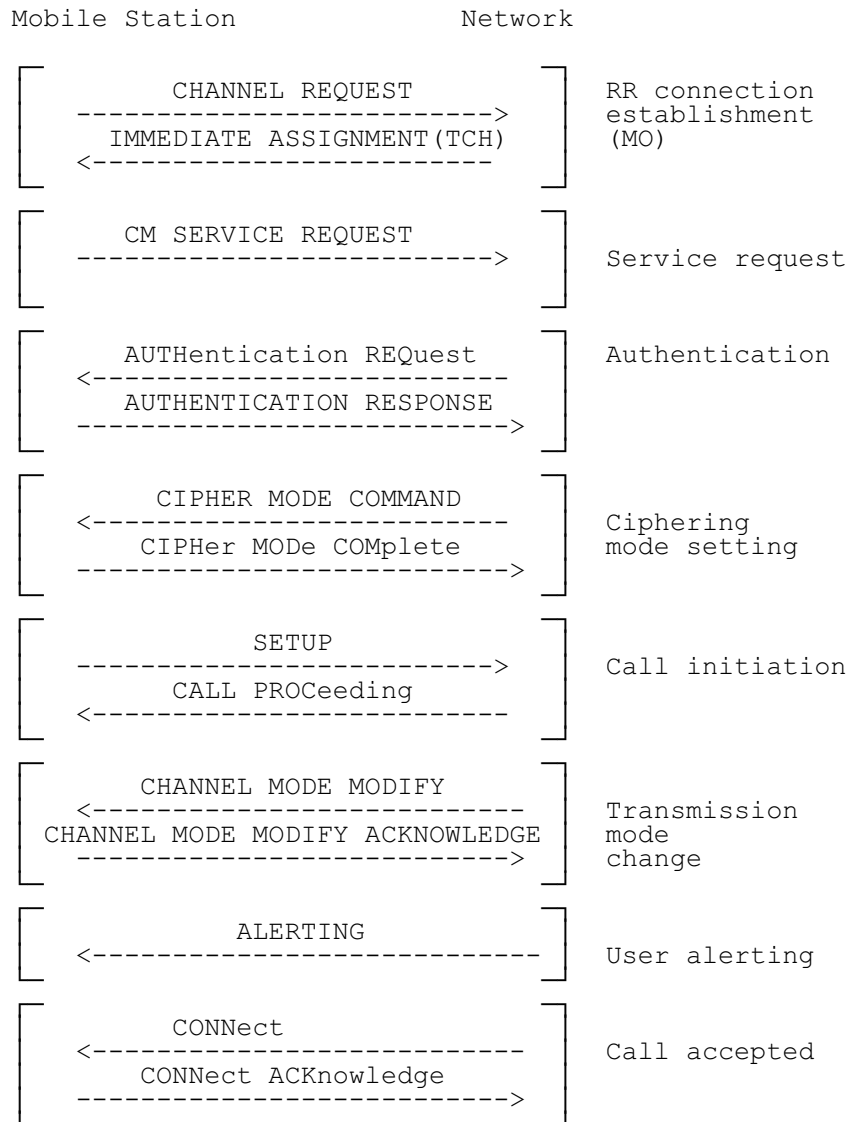 Mobile Station Network
CHANNEL REQUEST RR connection
--------------------------> establishment
IMMEDIATE ASSIGNMENT(TCH) (MO)
<-------------------------
CM SERVICE REQUEST
--------------------------> Service request
AUTHentication REQuest Authentication
<--------------------------
AUTHENTICATION RESPONSE
--------------------------->
CIPHER MODE COMMAND
<-------------------------- Ciphering
CIPHer MODe COMplete mode setting
--------------------------->
SETUP
--------------------------> Call initiation
CALL PROCeeding
<--------------------------
CHANNEL MODE MODIFY
<--------------------------- Transmission
CHANNEL MODE MODIFY ACKNOWLEDGE mode
---------------------------> change
ALERTING
<---------------------------- User alerting
CONNect
<--------------------------- Call accepted
CONNect ACKnowledge
--------------------------->